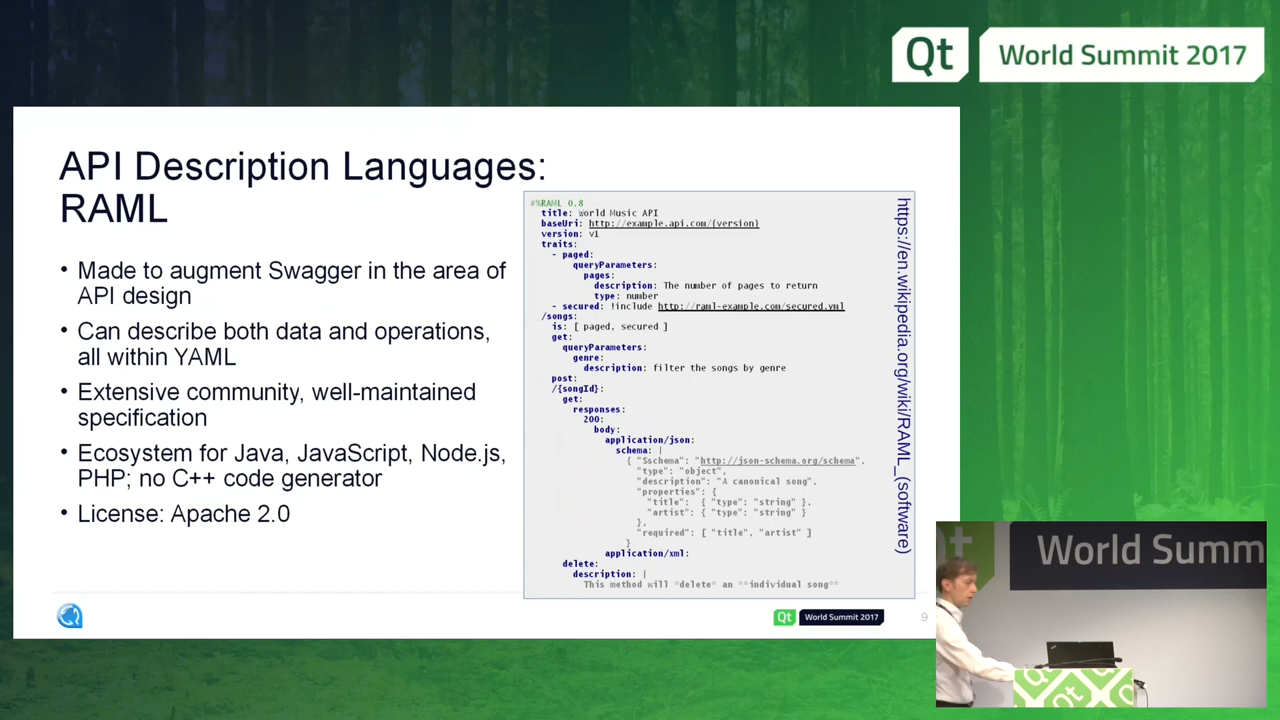 Qt World Summit 2017
API Description Languages:
RAML
• Made to augment Swagger in the area of
API design
• Can describe both data and operations,
all within YAML
• Extensive community, well-maintained
specification
• Ecosystem for Java, JavaScript, Node.js,
PHP; no C++ code generator
• License: Apache 2.0
#%RAML 0.8
title: World Music API
baseUri: http://example.api.com/{version}
version: v1
traits:
- paged:
queryParameters:
pages:
description: The number of pages to return
type: number
- secured: !include http://raml-example.com/secured.yml
/songs:
is: [ paged, secured ]
get:
queryParameters:
genre:
description: filter the songs by genre
post:
/{songId}:
get:
responses:
200:
body:
application/json:
schema: |
{ "$schema": "http://json-schema.org/schema",
"type": "object",
"description": "A canonical song",
"properties": {
"title": { "type": "string" },
"artist": { "type": "string" }
},
"required": [ "title", "artist" ]
}
application/xml:
delete:
description: |
This method will *delete* an **individual song**
https://en.wikipedia.org/wiki/RAML_(software)
Qt World Summit 2017
9
t World Summ
Qt